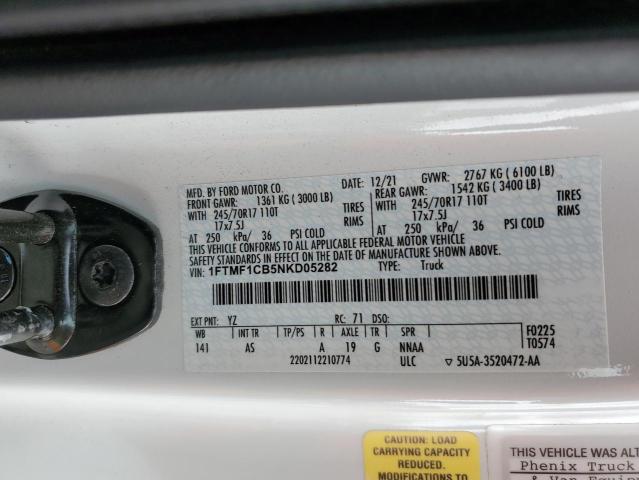 MFD. BY FORD MOTOR CO.
DATE: 12/21 GVWR: 2767 KG ( 6100 LB)
FRONT GAWR: 1361 KG ( 3000 LB)
REAR GAWR: 1542 KG ( 3400 LB)
WITH 245/70R17 110T TIRES
WITH 245/70R17 110T TIRES
17x7.5J RIMS
17x7.5J RIMS
AT 250 kPa/ 36 PSI COLD
AT 250 kPa/ 36 PSI COLD
THIS VEHICLE CONFORMS TO ALL APPLICABLE FEDERAL MOTOR VEHICLE
SAFETY STANDARDS IN EFFECT ON THE DATE OF MANUFACTURE SHOWN ABOVE.
VIN: 1FTMF1CB5NKD05282
TYPE: Truck
EXT PNT: YZ RC: 71 DSO:
WB INT TR TP/PS R AXLE TR SPR F0225
141 AS A 19 G NNAA T0574
2202112210774 ULC 5U5A-3520472-AA
CAUTION: LOAD
CARRYING CAPACITY
REDUCED
THIS VEHICLE WAS ALT
Phenix Truck
& Van Equip